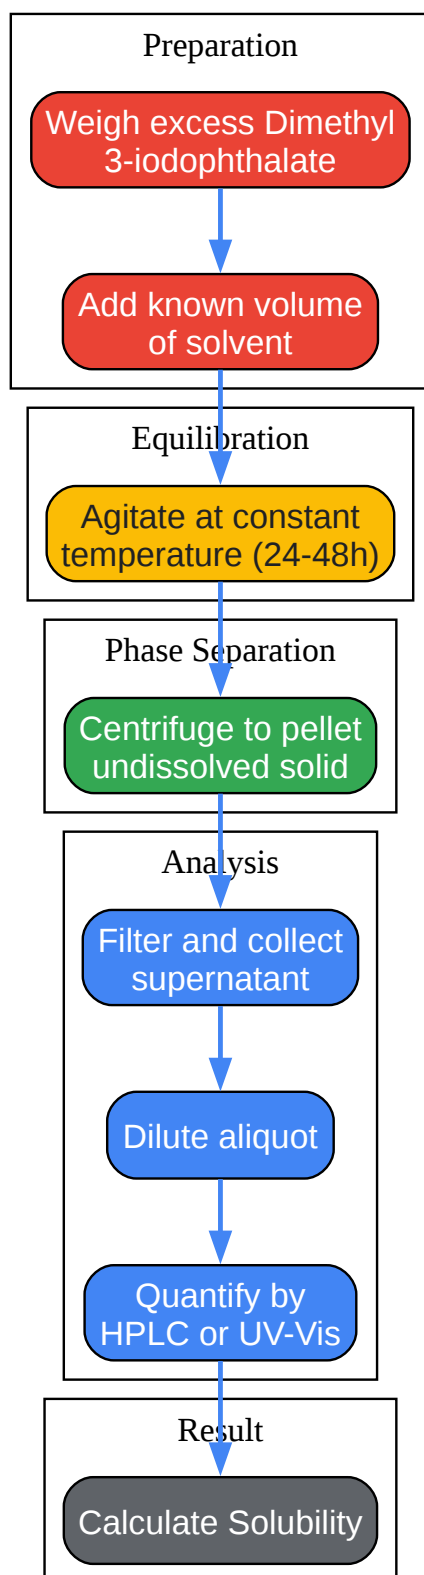 Preparation
Weigh excess Dimethyl
3-iodophthalate
Add known volume
of solvent
Equilibration
Agitate at constant
temperature (24-48h)
Phase Separation
Centrifuge to pellet
undissolved solid
Analysis
Filter and collect
supernatant
Dilute aliquot
Quantify by
HPLC or UV-Vis
Result
Calculate Solubility